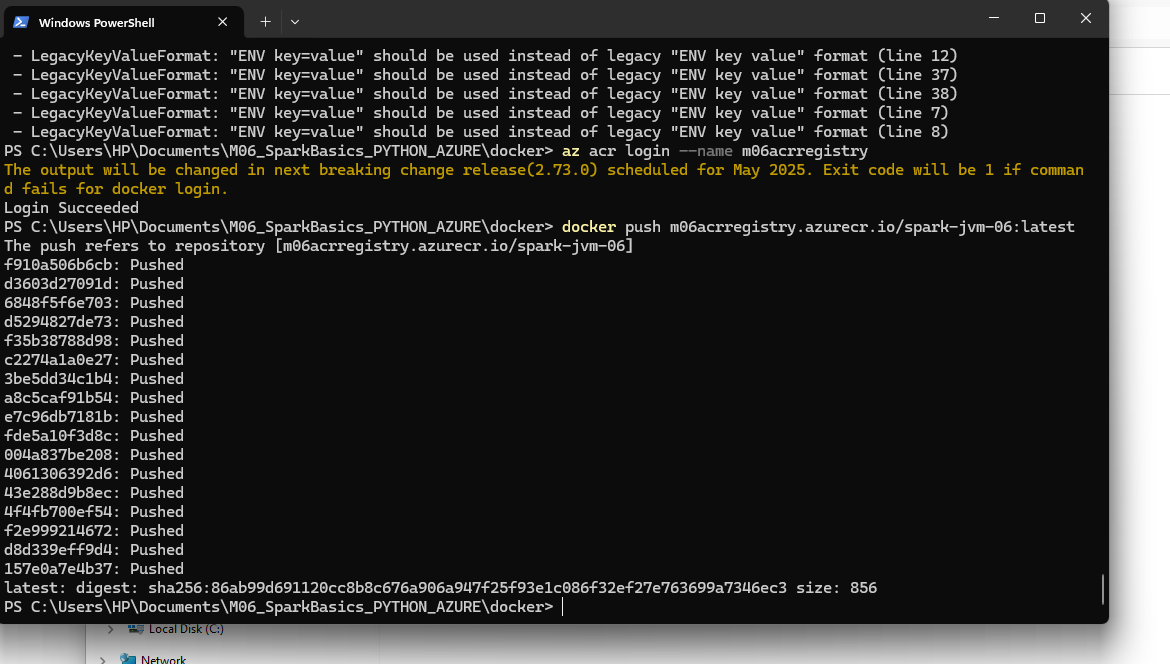 Windows PowerShell
- LegacyKeyValueFormat: "ENV key=value" should be used instead of legacy "ENV key value" format (line 12)
- LegacyKeyValueFormat: "ENV key=value" should be used instead of legacy "ENV key value" format (line 37)
- LegacyKeyValueFormat: "ENV key=value" should be used instead of legacy "ENV key value" format (line 38)
- LegacyKeyValueFormat: "ENV key=value" should be used instead of legacy "ENV key value" format (line 7)
- LegacyKeyValueFormat: "ENV key=value" should be used instead of legacy "ENV key value" format (line 8)
PS C:\Users\HP\Documents\M06_SparkBasics_PYTHON_AZURE\docker> az acr login --name m06acrregistry
The output will be changed in next breaking change release(2.73.0) scheduled for May 2025. Exit code will be 1 if comman
d fails for docker login.
Login Succeeded
PS C:\Users\HP\Documents\M06_SparkBasics_PYTHON_AZURE\docker> docker push m06acrregistry.azurecr.io/spark-jvm-06:latest
The push refers to repository [m06acrregistry.azurecr.io/spark-jvm-06]
f910a506b6cb: Pushed
d3603d27091d: Pushed
6848f5f6e703: Pushed
d5294827de73: Pushed
f35b38788d98: Pushed
c2274a1a0e27: Pushed
3be5dd34c1b4: Pushed
a8c5caf91b54: Pushed
e7c96db7181b: Pushed
fde5a10f3d8c: Pushed
004a837be208: Pushed
4061306392d6: Pushed
43e288d9b8ec: Pushed
4f4fb700ef54: Pushed
f2e999214672: Pushed
d8d339eff9d4: Pushed
157e0a7e4b37: Pushed
latest: digest: sha256:86ab99d691120cc8b8c676a906a947f25f93e1c086f32ef27e763699a7346ec3 size: 856
PS C:\Users\HP\Documents\M06_SparkBasics_PYTHON_AZURE\docker>
Local Disk (C:)
Network